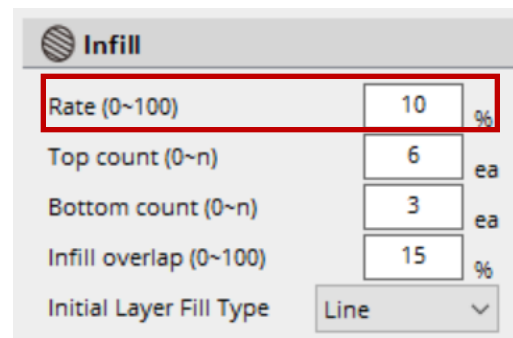 Infill
Rate (0~100) 10 %
Top count (0~n) 6 ea
Bottom count (0~n) 3 ea
Infill overlap (0~100) 15 %
Initial Layer Fill Type Line